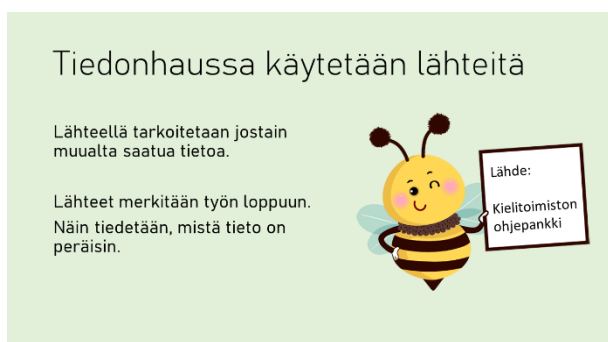 Tiedonhaussa käytetään lähteitä
Lähteellä tarkoitetaan jostain
muualta saatua tietoa.
Lähteet merkitään työn loppuun.
Näin tiedetään, mistä tieto on
peräisin.
Lähde:
Kielitoimiston
ohjepankki